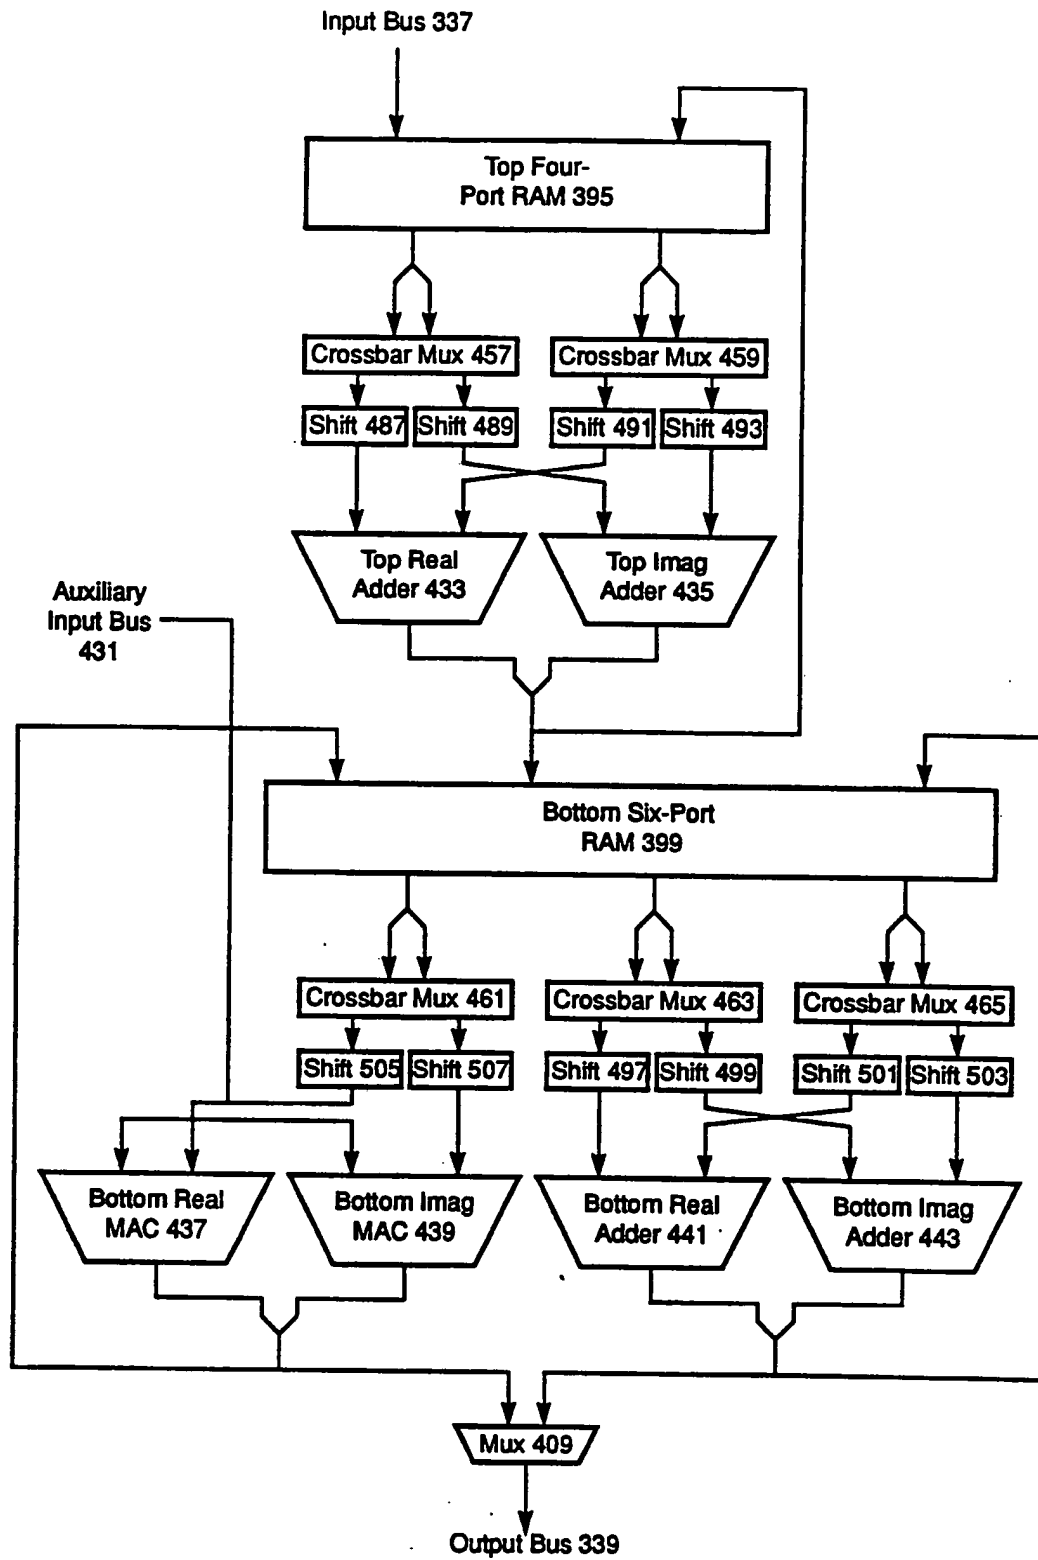 Input Bus 337
Top Four-
Port RAM 395
Crossbar Mux 457
Crossbar Mux 459
Shift 487
Shift 489
Shift 491
Shift 493
Top Real
Adder 433
Top Imag
Adder 435
Auxiliary
Input Bus
431
Bottom Six-Port
RAM 399
Crossbar Mux 461
Crossbar Mux 463
Crossbar Mux 465
Shift 505
Shift 507
Shift 497
Shift 499
Shift 501
Shift 503
Bottom Real
MAC 437
Bottom Imag
MAC 439
Bottom Real
Adder 441
Bottom Imag
Adder 443
Mux 409
Output Bus 339